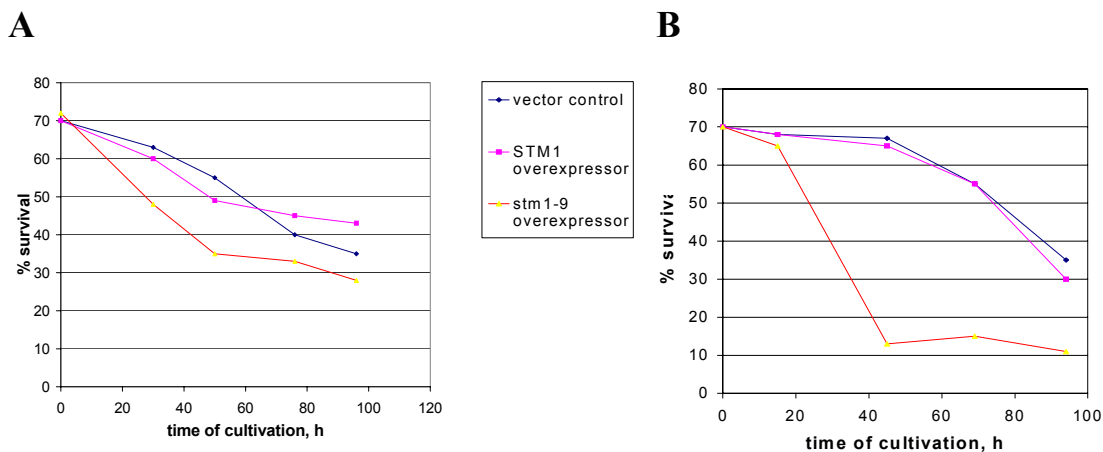 A
B
80
70
60
50
40
30
20
10
0
0 20 40 60 80 100 120
% survival
time of cultivation, h
vector control
STM1
overexpressor
stm1-9
overexpressor
80
70
60
50
40
30
20
10
0
0 20 40 60 80 100
% surviva
time of cultivation, h